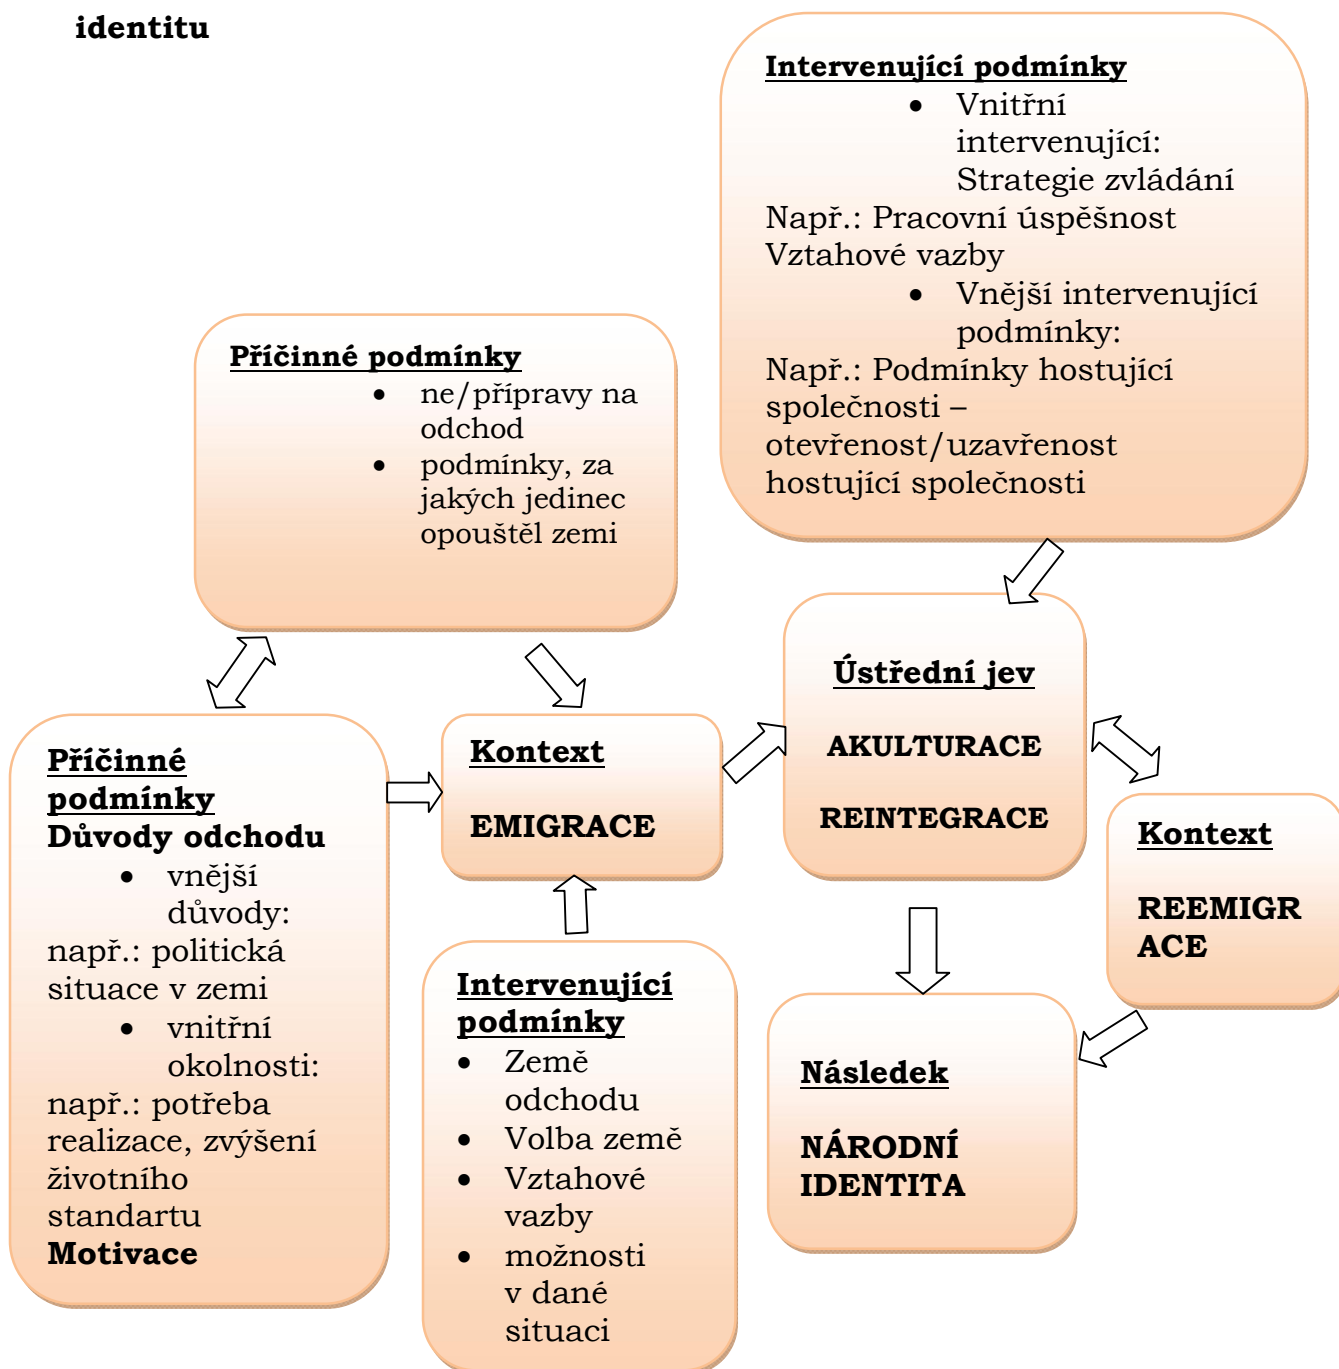 identitu
Intervenující podmínky
• Vnitřní
intervenující:
Strategie zvládání
Např.: Pracovní úspěšnost
Vztahové vazby
• Vnější intervenující
podmínky:
Např.: Podmínky hostující
společnosti –
otevřenost/uzavřenost
hostující společnosti
Příčinné podmínky
• ne/přípravy na
odchod
• podmínky, za
jakých jedinec
opouštěl zemi
Ústřední jev
AKULTURACE
REINTEGRACE
Příčinné
podmínky
Důvody odchodu
• vnější
důvody:
např.: politická
situace v zemi
• vnitřní
okolnosti:
např.: potřeba
realizace, zvýšení
životního
standartu
Motivace
Kontext
EMIGRACE
Kontext
REEMIGR
ACE
Intervenující
podmínky
• Země
odchodu
• Volba země
• Vztahové
vazby
• možnosti
v dané
situaci
Následek
NÁRODNÍ
IDENTITA